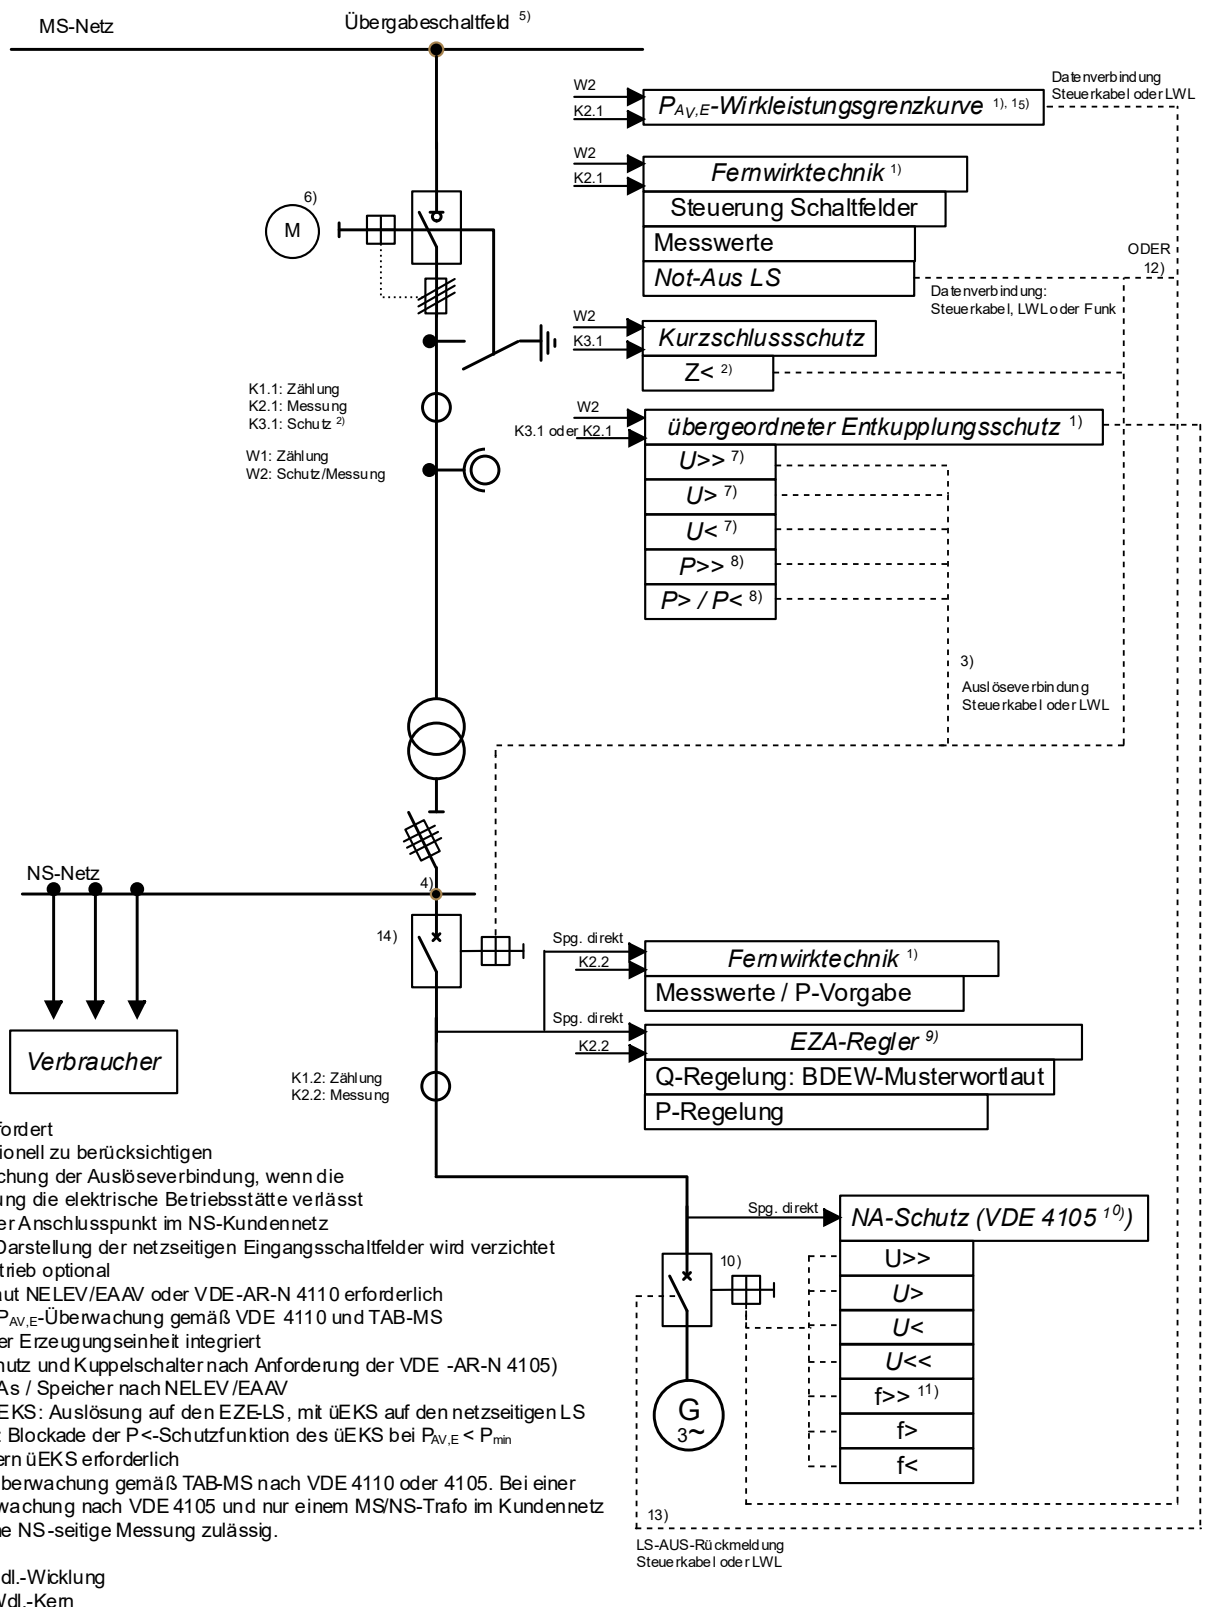 MS-Netz
Übergabeschaltfeld 5)
Datenverbindung
Steuerkabel oder LWL
W2
K2.1
PAV,E-Wirkleistungsgrenzkurve 1), 15)
W2
K2.1
Fernwirktechnik 1)
Steuerung Schaltfelder
Messwerte
Not-Aus LS
ODER
12)
Datenverbindung:
Steuerkabel, LWL oder Funk
6)
M
W2
K3.1
Kurzschlussschutz
Z< 2)
K1.1: Zählung
K2.1: Messung
K3.1: Schutz 2)
W1: Zählung
W2: Schutz/Messung
W2
K3.1 oder K2.1
übergeordneter Entkupplungsschutz 1)
U>> 7)
U> 7)
U< 7)
P>> 8)
P> / P< 8)
3)
Auslöseverbindung
Steuerkabel oder LWL
NS-Netz
4)
14)
Verbraucher
Spg. direkt
K2.2
Fernwirktechnik 1)
Messwerte / P-Vorgabe
Spg. direkt
K2.2
EZA-Regler 9)
Q-Regelung: BDEW-Musterwortlaut
P-Regelung
K1.2: Zählung
K2.2: Messung
Spg. direkt
NA-Schutz (VDE 4105 10))
U>>
U>
U<
U<<
f>> 11)
f>
f<
10)
G
3~
13)
LS-AUS-Rückmeldung
Steuerkabel oder LWL
fordert
ionell zu berücksichtigen
chung der Auslöseverbindung, wenn die
ung die elektrische Betriebsstätte verlässt
er Anschlusspunkt im NS-Kundennetz
Darstellung der netzseitigen Eingangsschaltfelder wird verzichtet
trieb optional
aut NELEV/EAAV oder VDE-AR-N 4110 erforderlich
PAV,E-Überwachung gemäß VDE 4110 und TAB-MS
er Erzeugungseinheit integriert
hutz und Kuppelschalter nach Anforderung der VDE -AR-N 4105)
As / Speicher nach NELEV/EAAV
EKS: Auslösung auf den EZE-LS, mit üEKS auf den netzseitigen LS
: Blockade der P<-Schutzfunktion des üEKS bei PAV,E < Pmin
ern üEKS erforderlich
berwachung gemäß TAB-MS nach VDE 4110 oder 4105. Bei einer
wachung nach VDE 4105 und nur einem MS/NS-Trafo im Kundennetz
ne NS-seitige Messung zulässig.
dl.-Wicklung
Wdl.-Kern